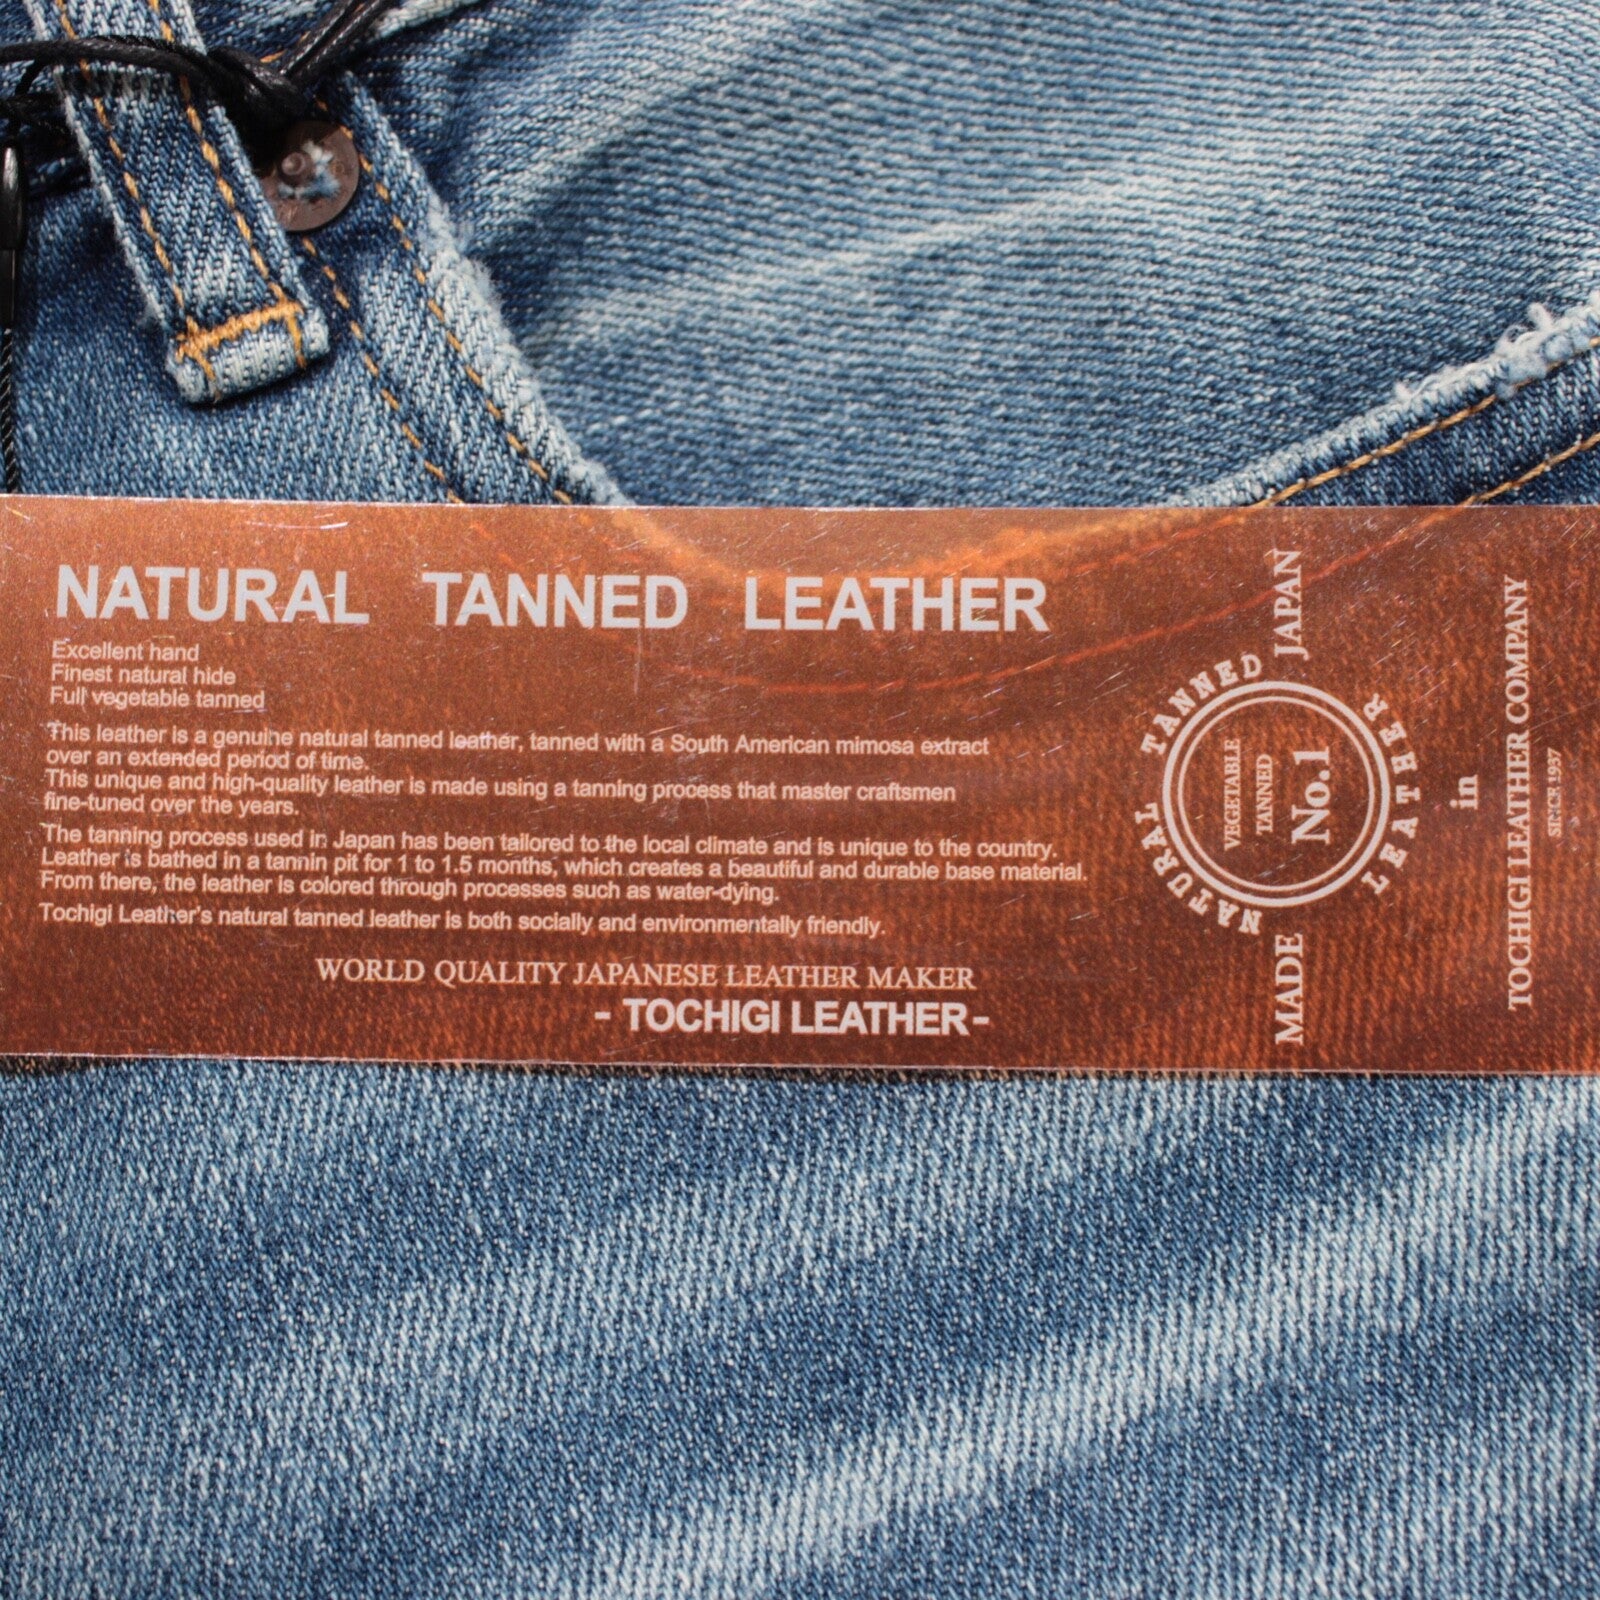 NATURAL TANNED LEATHER
Excellent hand
Finest natural hide
Full vegetable tanned
This leather is a genuine natural tanned leather, tanned with a South American mimosa extract
over an extended period of time.
This unique and high-quality leather is made using a tanning process that master craftsmen
fine-tuned over the years.
The tanning process used in Japan has been tailored to the local climate and is unique to the country.
Leather is bathed in a tannin pit for 1 to 1.5 months, which creates a beautiful and durable base material.
From there, the leather is colored through processes such as water-dying.
Tochigi Leather's natural tanned leather is both socially and environmentally friendly.
WORLD QUALITY JAPANESE LEATHER MAKER
- TOCHIGI LEATHER-
NATURAL TANNED LEATHER
VEGETABLE
TANNED
No.1
MADE JAPAN
in
TOCHIGI LEATHER COMPANY
1937